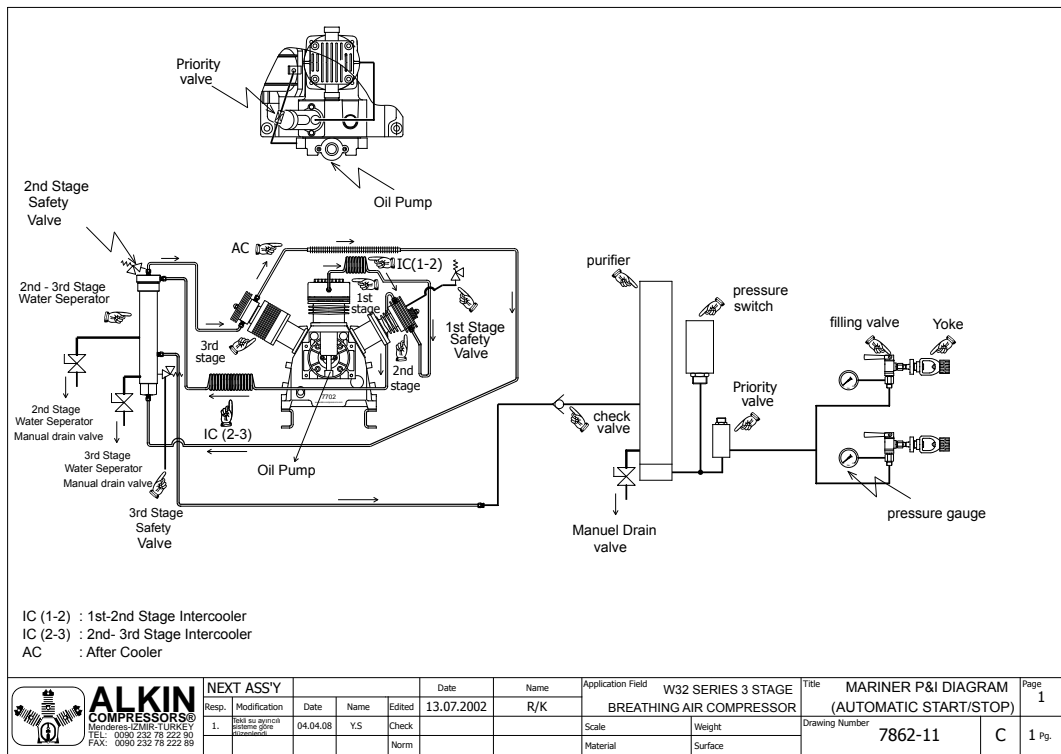 Priority
valve
Oil Pump
2nd Stage
Safety
Valve
AC
IC(1-2)
2nd - 3rd Stage
Water Seperator
1st
stage
1st Stage
Safety
Valve
3rd
stage
2nd
stage
7702
2nd Stage
Water Seperator
Manual drain valve
IC (2-3)
3rd Stage
Water Seperator
Manual drain valve
Oil Pump
3rd Stage
Safety
Valve
purifier
pressure
switch
filling valve
Yoke
Priority
valve
check
valve
Manuel Drain
valve
pressure gauge
IC (1-2) : 1st-2nd Stage Intercooler
IC (2-3) : 2nd- 3rd Stage Intercooler
AC : After Cooler
ALKIN
COMPRESSORS®
Menderes-IZMIR-TURKEY
TEL: 0090 232 78 222 90
FAX: 0090 232 78 222 89
NEXT ASS'Y
Date
Name
Application Field
W32 SERIES 3 STAGE
BREATHING AIR COMPRESSOR
Title
MARINER P&I DIAGRAM
(AUTOMATIC START/STOP)
Page
1
Resp. Modification Date Name Edited 13.07.2002 R/K
1. Tekli su ayırıcılı
sisteme göre
düzenlendi
04.04.08 Y.S Check
Norm
Scale
Weight
Material
Surface
Drawing Number
7862-11
C
1 Pg.